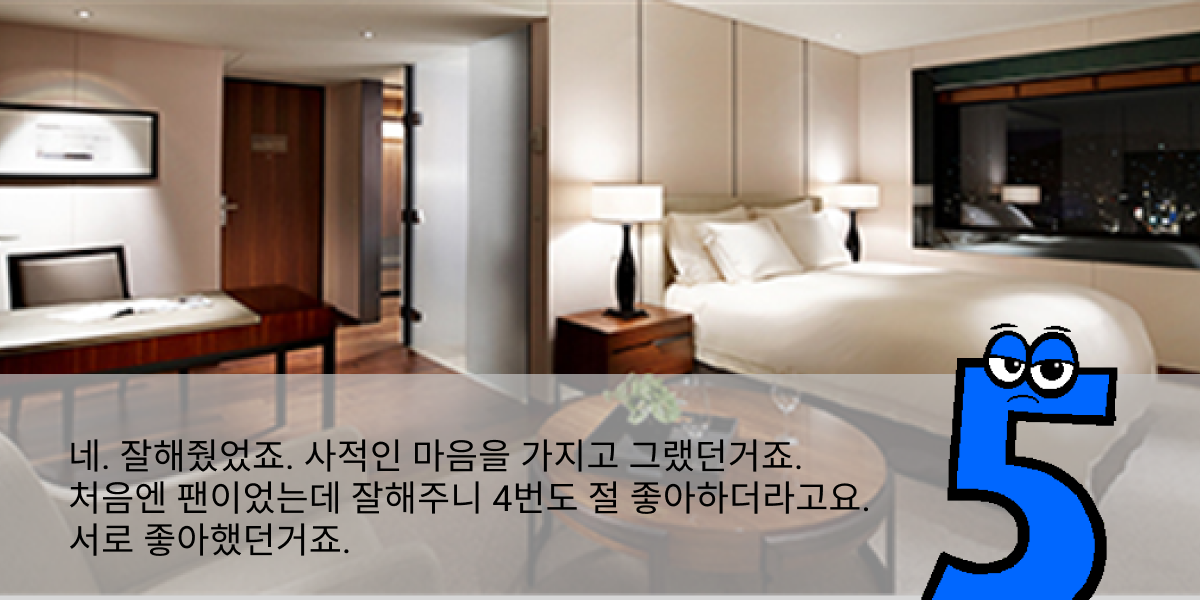 네. 잘해줬었죠. 사적인 마음을 가지고 그랬던거죠.
처음엔 팬이었는데 잘해주니 4번도 절 좋아하더라고요.
서로 좋아했던거죠.
5